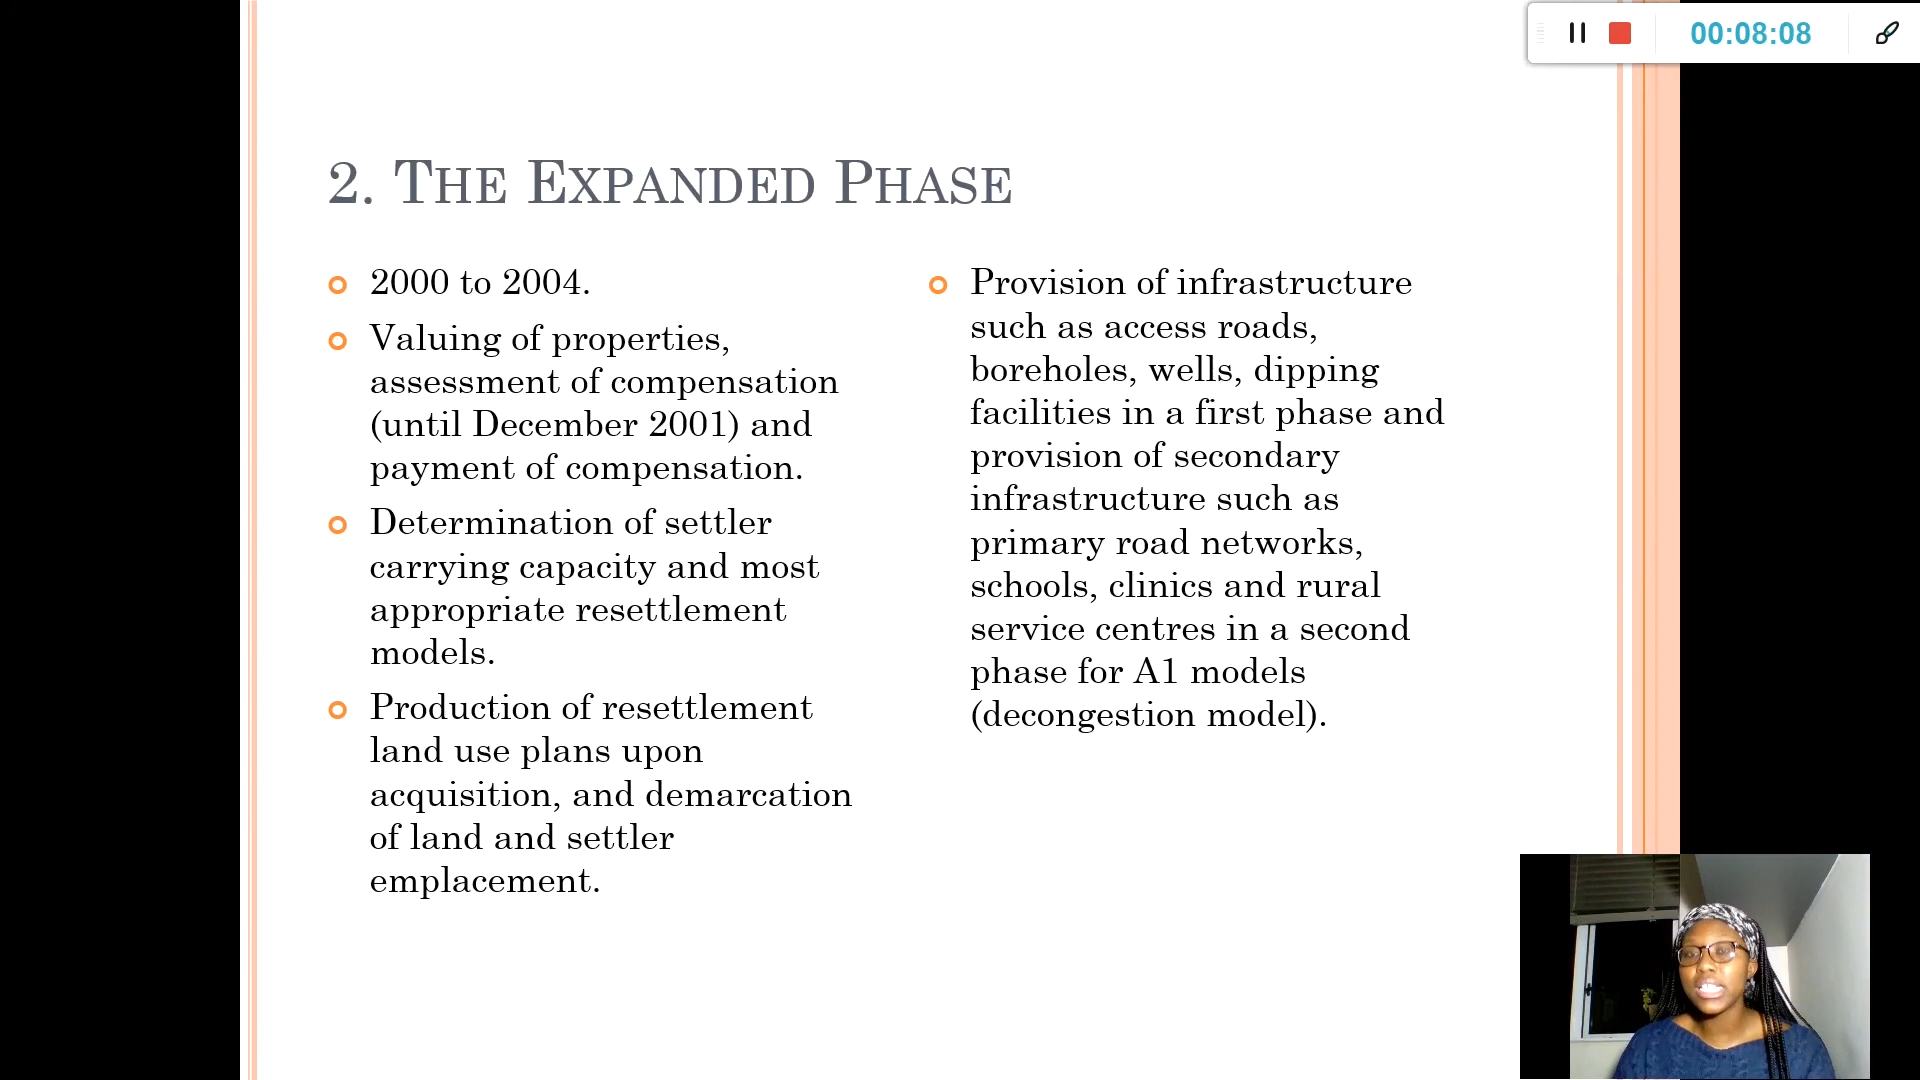 00:08:08
2. The Expanded Phase
2000 to 2004.
Valuing of properties,
assessment of compensation
(until December 2001) and
payment of compensation.
Determination of settler
carrying capacity and most
appropriate resettlement
models.
Production of resettlement
land use plans upon
acquisition, and demarcation
of land and settler
emplacement.
Provision of infrastructure
such as access roads,
boreholes, wells, dipping
facilities in a first phase and
provision of secondary
infrastructure such as
primary road networks,
schools, clinics and rural
service centres in a second
phase for A1 models
(decongestion model).